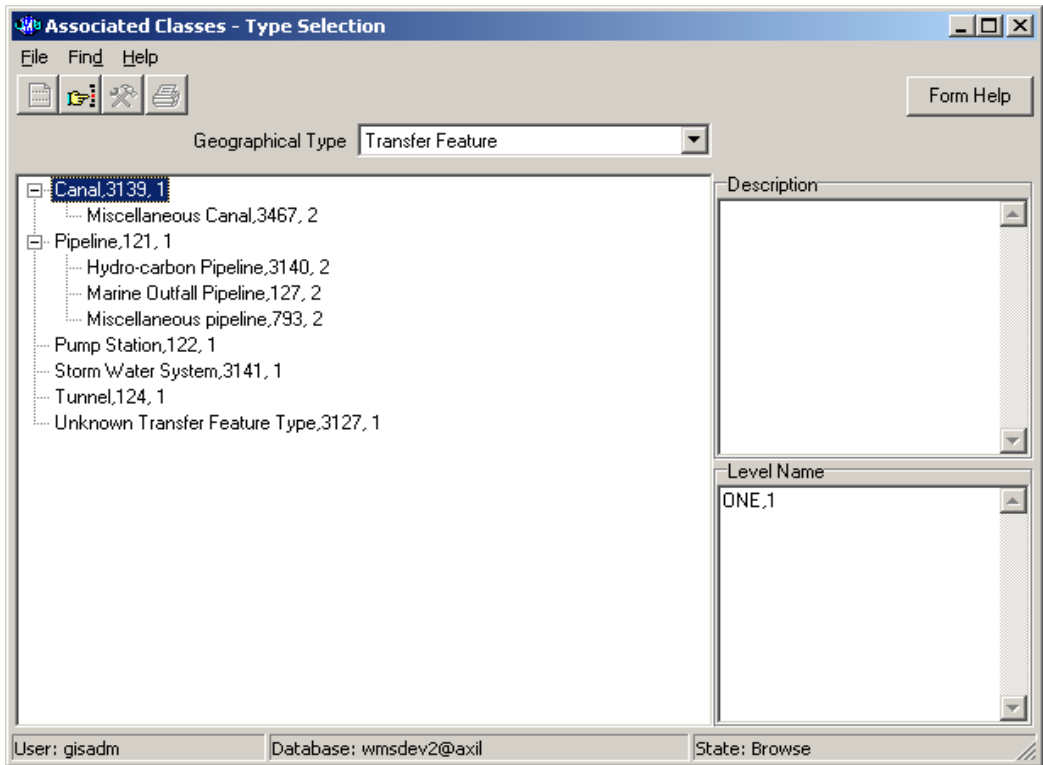 Associated Classes - Type Selection
File Find Help
Form Help
Geographical Type Transfer Feature
Canal,3139, 1
Miscellaneous Canal,3467, 2
Pipeline,121, 1
Hydro-carbon Pipeline,3140, 2
Marine Outfall Pipeline,127, 2
Miscellaneous pipeline,793, 2
Pump Station,122, 1
Storm Water System,3141, 1
Tunnel,124, 1
Unknown Transfer Feature Type,3127, 1
Description
Level Name
ONE,1
User: gisadm Database: wmsdev2@axil State: Browse